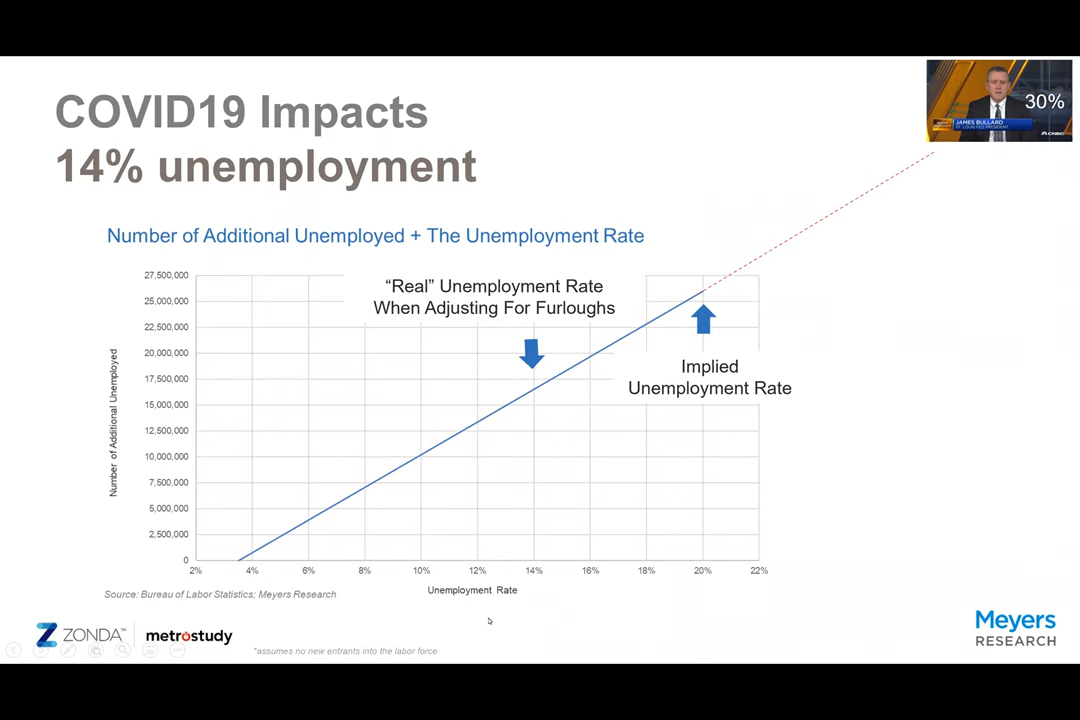 COVID19 Impacts
14% unemployment
30%
JAMES BULLARD
ST. LOUIS FED PRESIDENT
CNBC
Number of Additional Unemployed + The Unemployment Rate
27,500,000
25,000,000
22,500,000
20,000,000
17,500,000
15,000,000
12,500,000
10,000,000
7,500,000
5,000,000
2,500,000
0
Number of Additional Unemployed
“Real” Unemployment Rate
When Adjusting For Furloughs
Implied
Unemployment Rate
2% 4% 6% 8% 10% 12% 14% 16% 18% 20% 22%
Unemployment Rate
Source: Bureau of Labor Statistics; Meyers Research
ZONDA™ metrostudy
*assumes no new entrants into the labor force
Meyers
RESEARCH